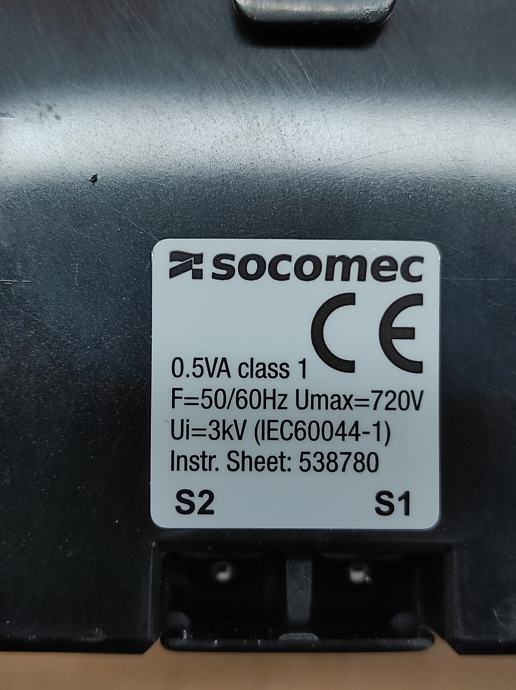 socomec
CE
0.5VA class 1
F=50/60Hz Umax=720V
Ui=3kV (IEC60044-1)
Instr. Sheet: 538780
S2 S1